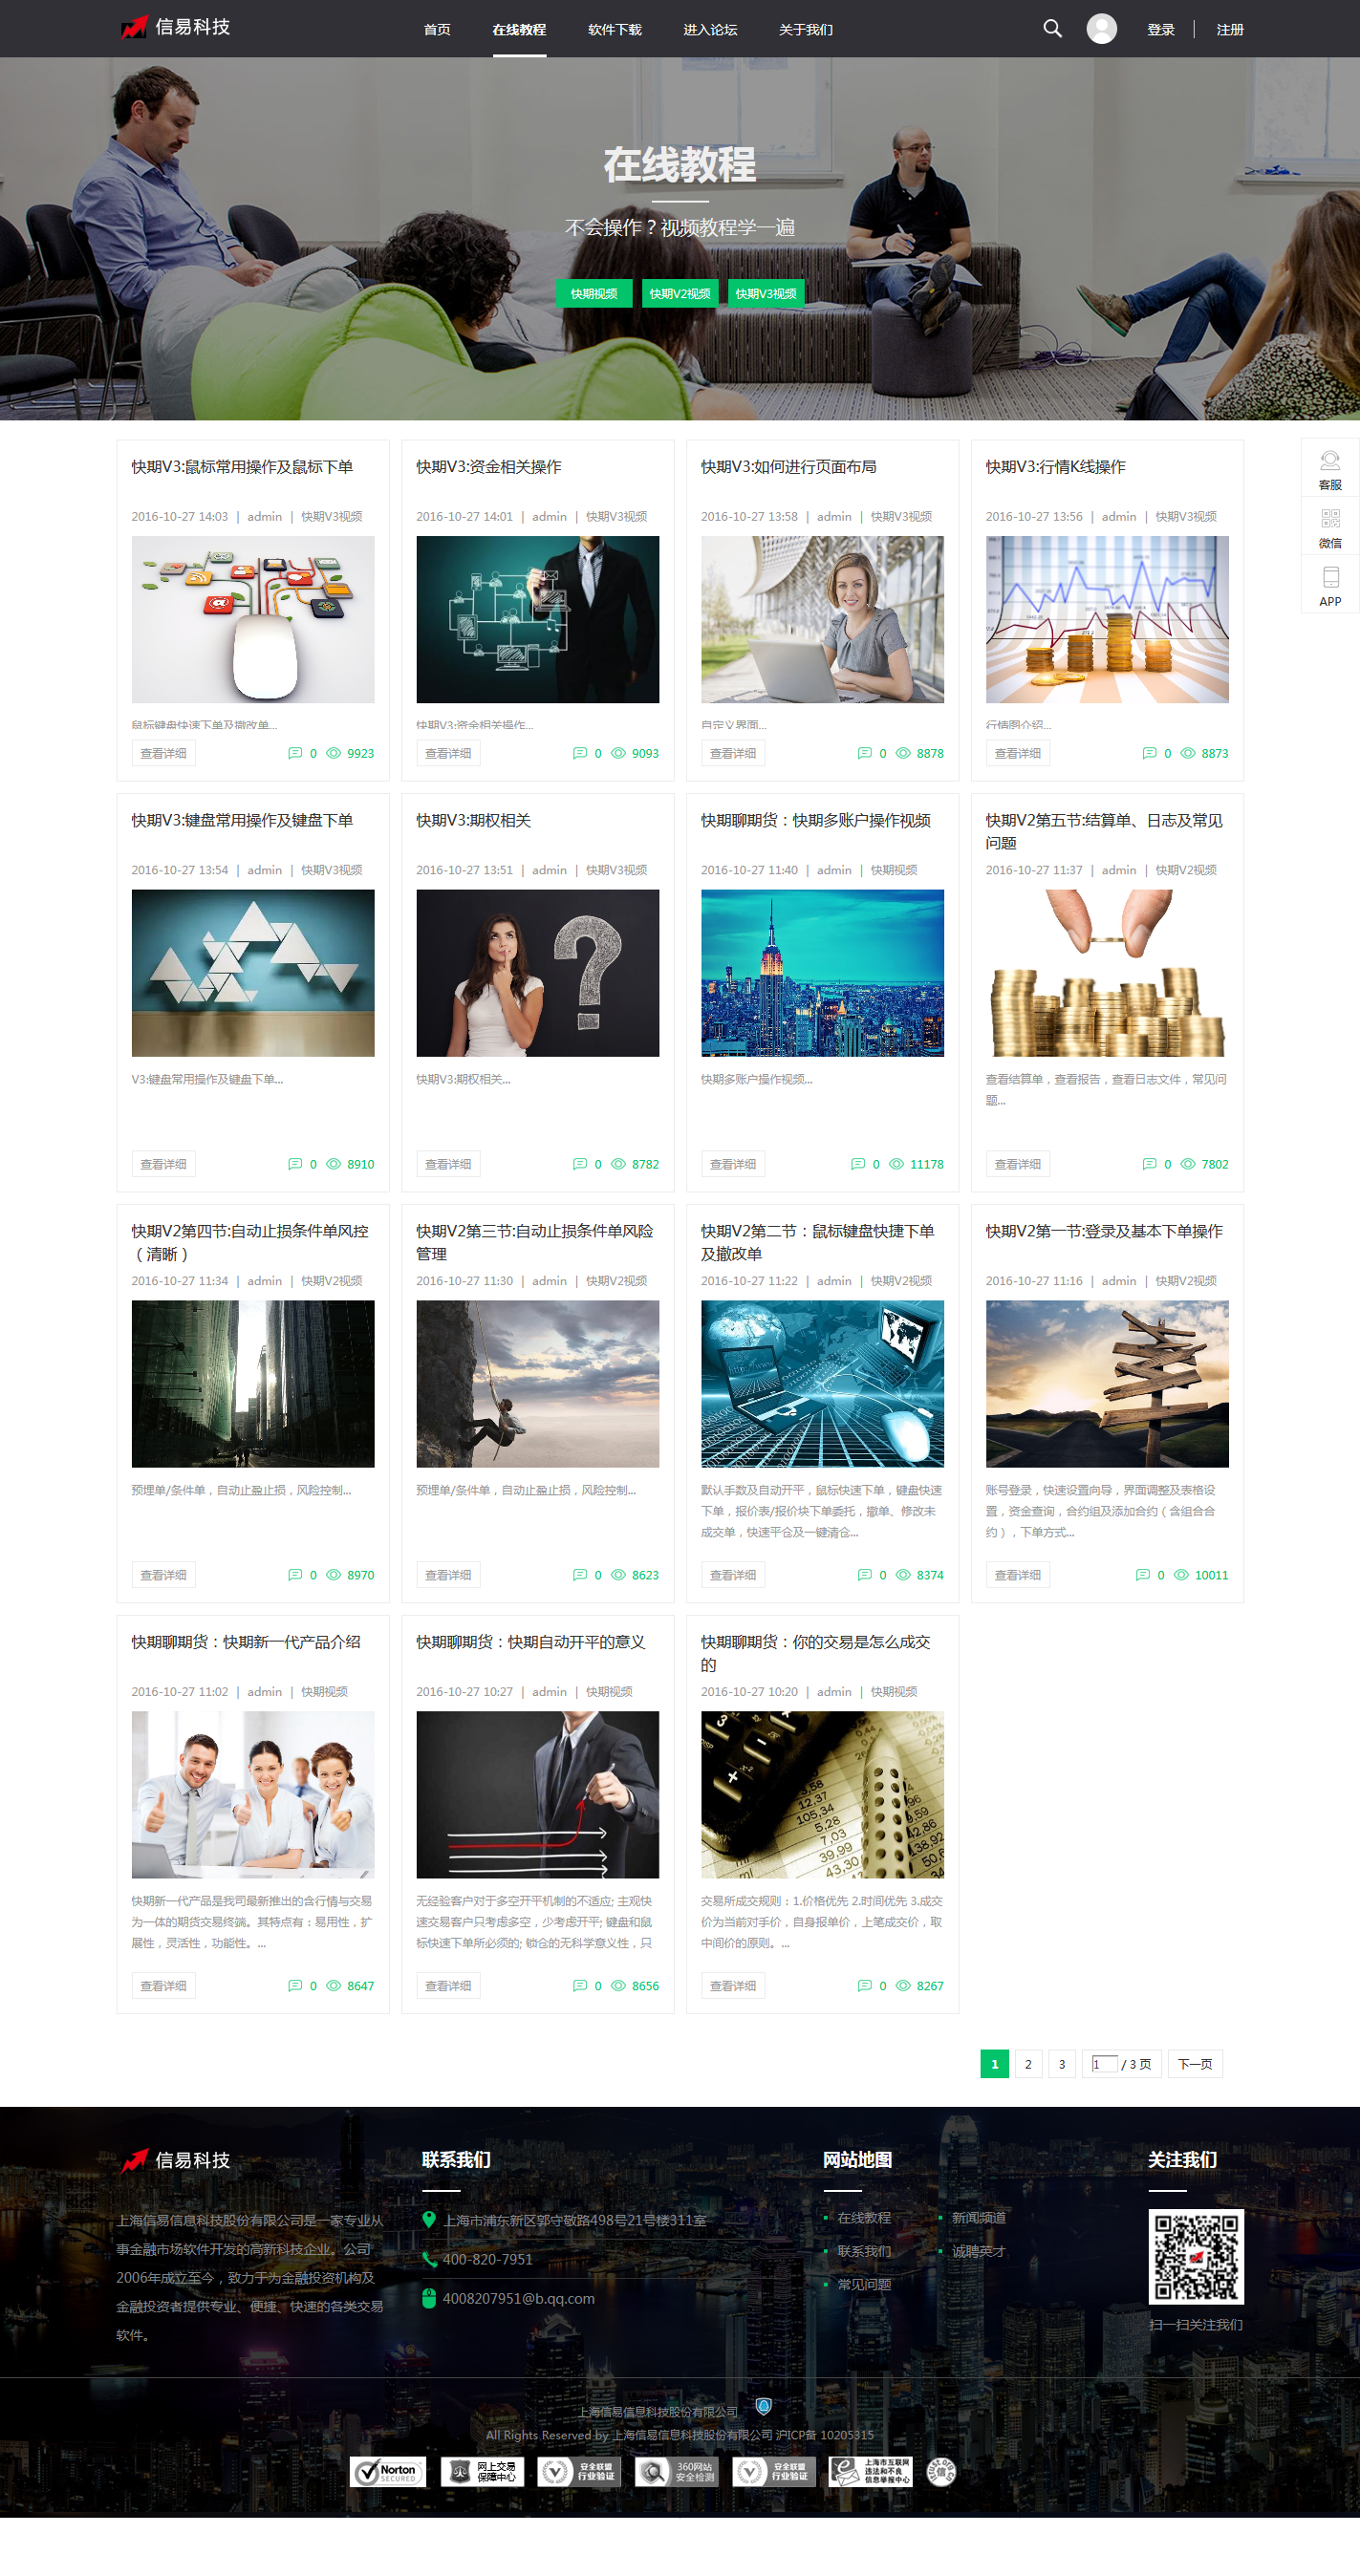 信易科技
首页 在线教程 软件下载 进入论坛 关于我们
登录 注册
在线教程
不会操作？视频教程学一遍
快期视频 快期V2视频 快期V3视频
客服
微信
APP
快期V3:鼠标常用操作及鼠标下单
2016-10-27 14:03 | admin | 快期V3视频
鼠标键盘快速下单及撤改单...
查看详细 0 9923
快期V3:资金相关操作
2016-10-27 14:01 | admin | 快期V3视频
快期V3:资金相关操作...
查看详细 0 9093
快期V3:如何进行页面布局
2016-10-27 13:58 | admin | 快期V3视频
自定义界面...
查看详细 0 8878
快期V3:行情K线操作
2016-10-27 13:56 | admin | 快期V3视频
行情图介绍...
查看详细 0 8873
快期V3:键盘常用操作及键盘下单
2016-10-27 13:54 | admin | 快期V3视频
V3:键盘常用操作及键盘下单...
查看详细 0 8910
快期V3:期权相关
2016-10-27 13:51 | admin | 快期V3视频
快期V3:期权相关...
查看详细 0 8782
快期聊期货：快期多账户操作视频
2016-10-27 11:40 | admin | 快期视频
快期多账户操作视频...
查看详细 0 11178
快期V2第五节:结算单、日志及常见
问题
2016-10-27 11:37 | admin | 快期V2视频
查看结算单，查看报告，查看日志文件，常见问
题...
查看详细 0 7802
快期V2第四节:自动止损条件单风控
（清晰）
2016-10-27 11:34 | admin | 快期V2视频
预埋单/条件单，自动止盈止损，风险控制...
查看详细 0 8970
快期V2第三节:自动止损条件单风险
管理
2016-10-27 11:30 | admin | 快期V2视频
预埋单/条件单，自动止盈止损，风险控制...
查看详细 0 8623
快期V2第二节：鼠标键盘快捷下单
及撤改单
2016-10-27 11:22 | admin | 快期V2视频
默认手数及自动开平，鼠标快速下单，键盘快速
下单，报价表/报价块下单委托，撤单、修改未
成交单，快速平仓及一键清仓...
查看详细 0 8374
快期V2第一节:登录及基本下单操作
2016-10-27 11:16 | admin | 快期V2视频
账号登录，快速设置向导，界面调整及表格设
置，资金查询，合约组及添加合约（含组合合
约），下单方式...
查看详细 0 10011
快期聊期货：快期新一代产品介绍
2016-10-27 11:02 | admin | 快期视频
快期新一代产品是我司最新推出的含行情与交易
为一体的期货交易终端。其特点有：易用性，扩
展性，灵活性，功能性。...
查看详细 0 8647
快期聊期货：快期自动开平的意义
2016-10-27 10:27 | admin | 快期视频
无经验客户对于多空开平机制的不适应; 主观快
速交易客户只考虑多空，少考虑开平; 键盘和鼠
标快速下单所必须的; 锁仓的无科学意义性，只
查看详细 0 8656
快期聊期货：你的交易是怎么成交
的
2016-10-27 10:20 | admin | 快期视频
交易所成交规则：1.价格优先 2.时间优先 3.成交
价为当前对手价，自身报单价，上笔成交价，取
中间价的原则。...
查看详细 0 8267
1 2 3 1 / 3 页 下一页
信易科技
上海信易信息科技股份有限公司是一家专业从
事金融市场软件开发的高新科技企业。公司
2006年成立至今，致力于为金融投资机构及
金融投资者提供专业、便捷、快速的各类交易
软件。
联系我们
上海市浦东新区郭守敬路498号21号楼311室
400-820-7951
4008207951@b.qq.com
网站地图
在线教程 新闻频道
联系我们 诚聘英才
常见问题
关注我们
扫一扫关注我们
上海信易信息科技股份有限公司
All Rights Reserved by 上海信易信息科技股份有限公司 沪ICP备 10205315
Norton SECURED
网上交易
保障中心
安全联盟
行业验证
360网站
安全检测
安全联盟
行业验证
上海市互联网
违法和不良
信息举报中心